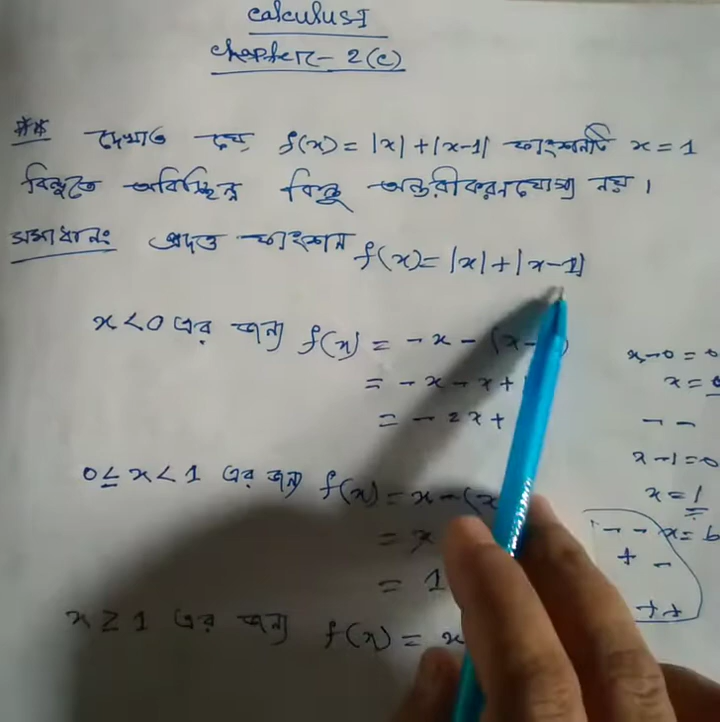 Calculus-I
Chapter- 2(c)
** দেখাও যে, f(x) = |x| + |x-1| ফাংশনটি x = 1
বিন্দুতে অবিচ্ছিন্ন কিন্তু অন্তরীকরণযোগ্য নয়।
সমাধানঃ প্রদত্ত ফাংশন f(x) = |x| + |x-1|
x < 0 এর জন্য f(x) = -x - (x-
= -x - x +
= -2x +
0 ≤ x < 1 এর জন্য f(x) = x - (x
= x
= 1
x ≥ 1 এর জন্য f(x) = x
x-0 = 0
x = 0
- -
x-1 = 0
x = 1
- -
+ -
++